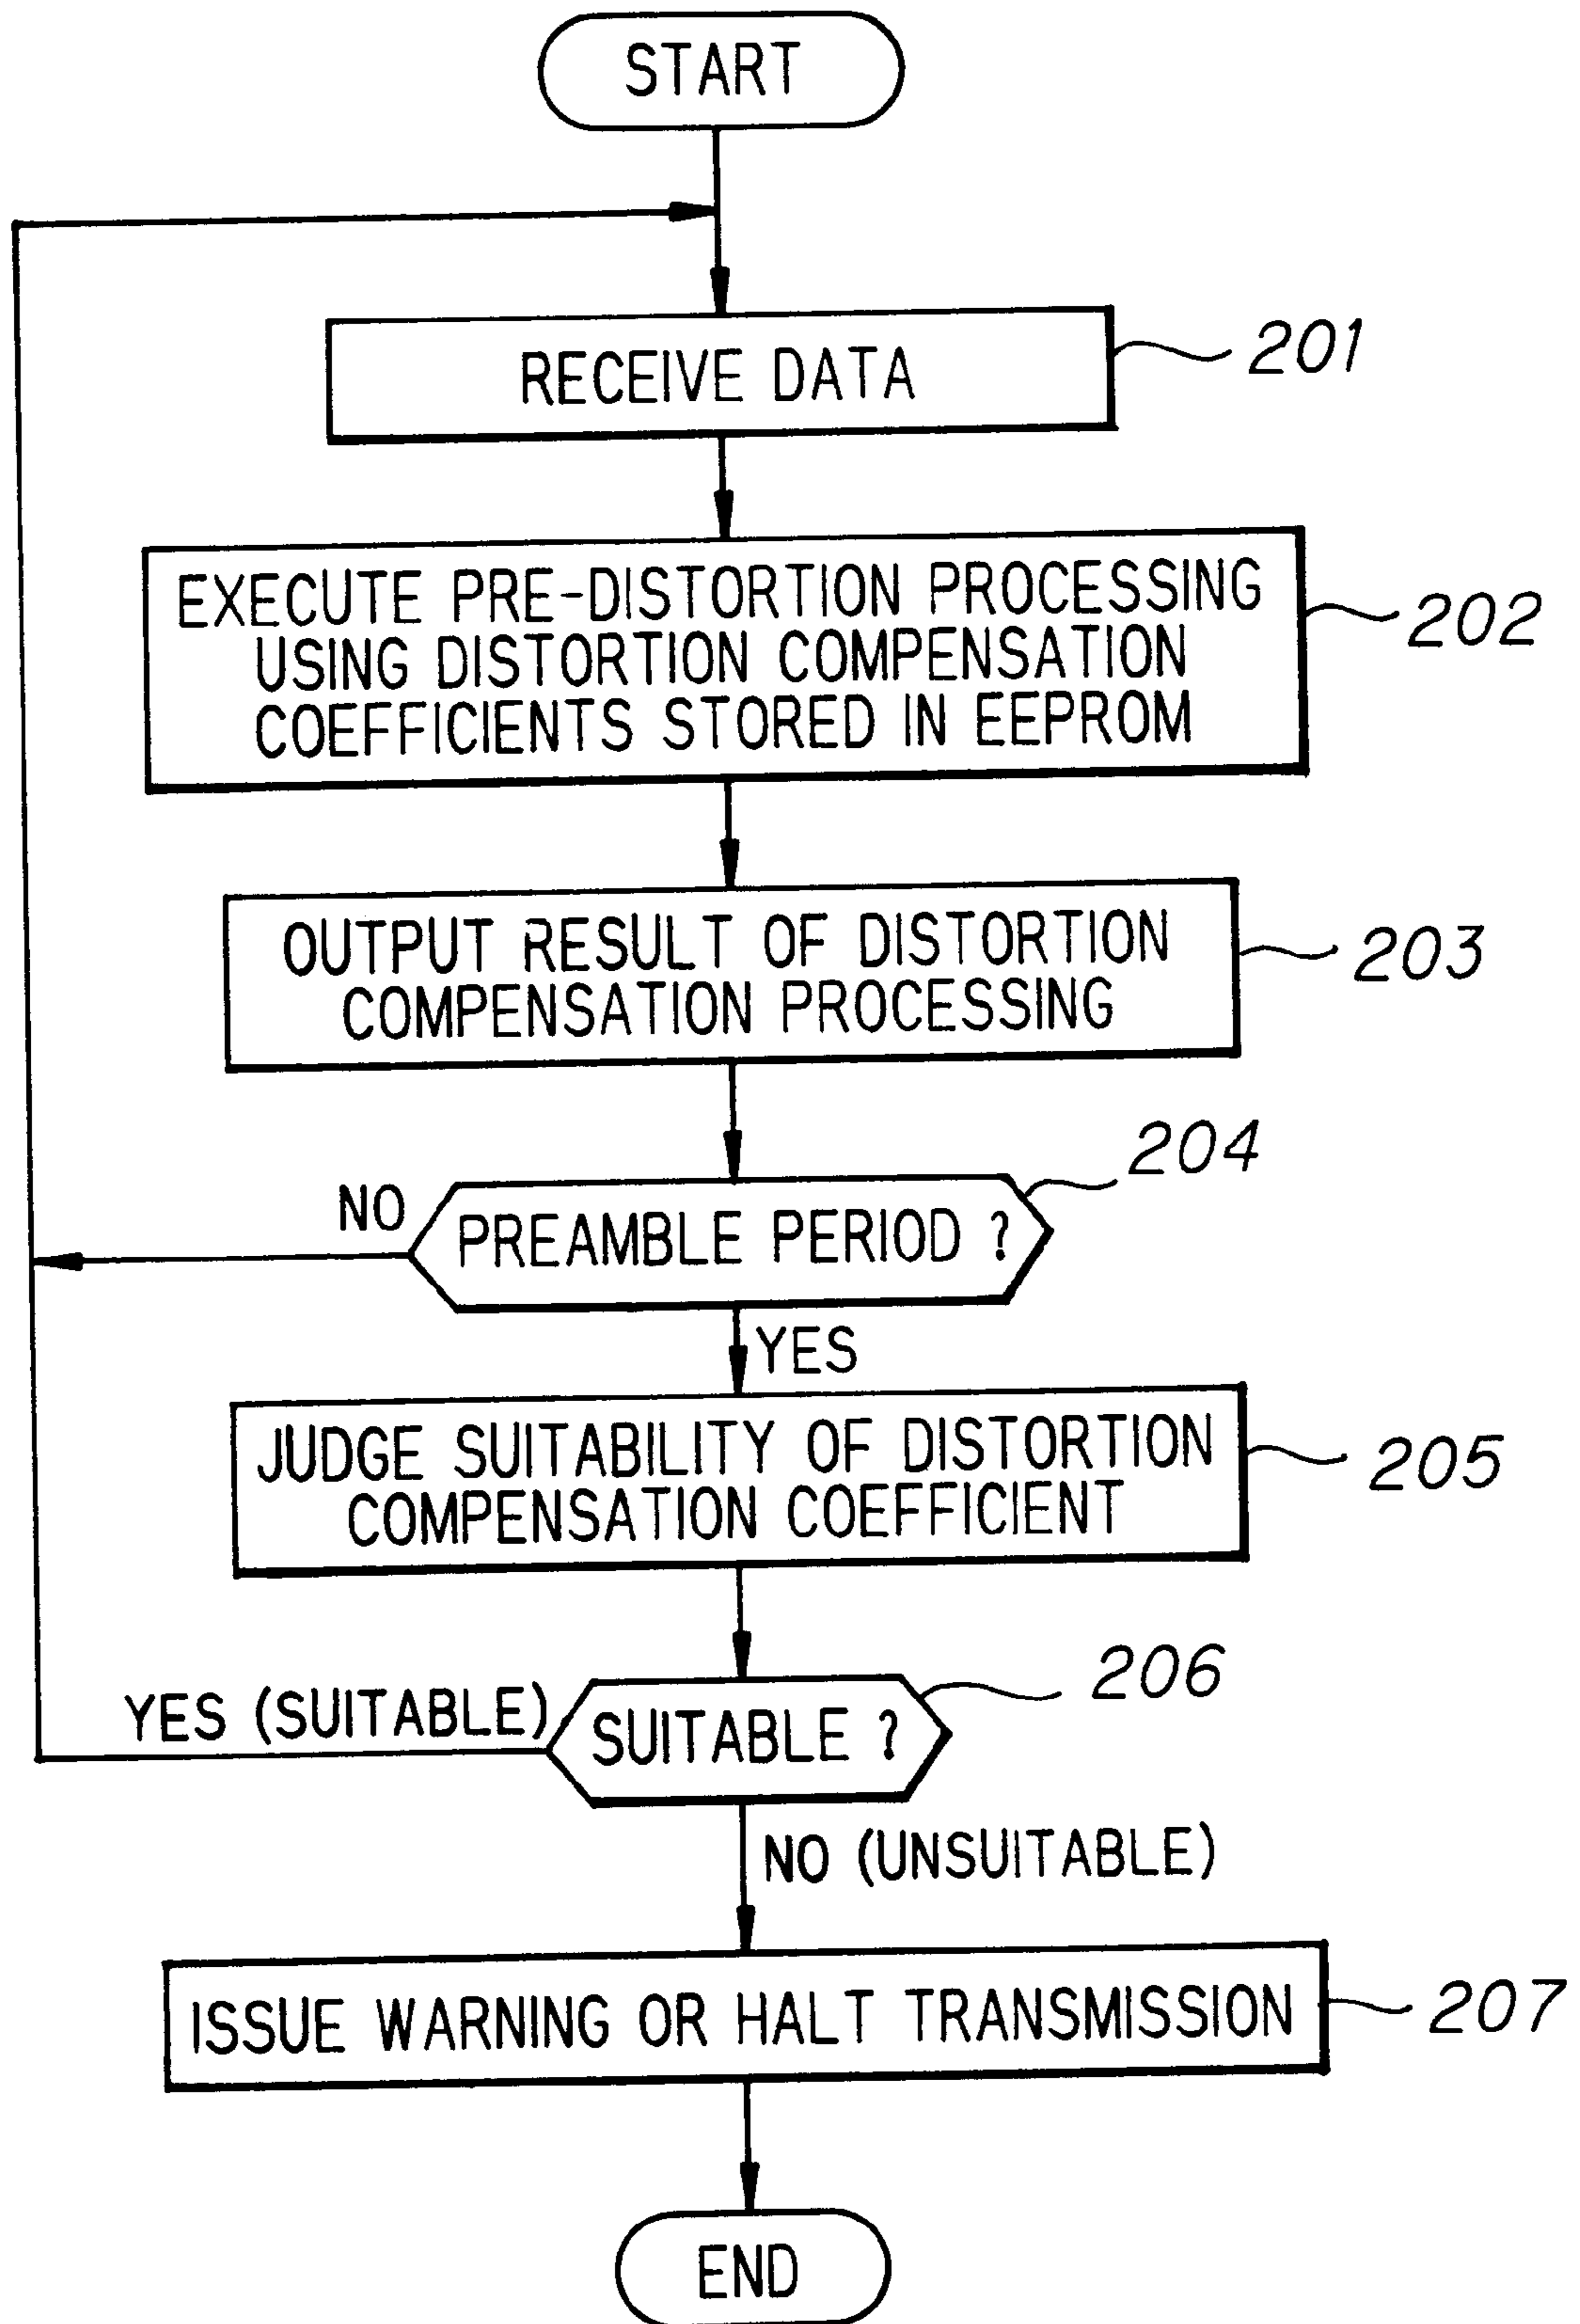 START
RECEIVE DATA
201
EXECUTE PRE-DISTORTION PROCESSING
USING DISTORTION COMPENSATION
COEFFICIENTS STORED IN EEPROM
202
OUTPUT RESULT OF DISTORTION
COMPENSATION PROCESSING
203
204
NO
PREAMBLE PERIOD ?
YES
JUDGE SUITABILITY OF DISTORTION
COMPENSATION COEFFICIENT
205
206
YES (SUITABLE)
SUITABLE ?
NO (UNSUITABLE)
ISSUE WARNING OR HALT TRANSMISSION
207
END